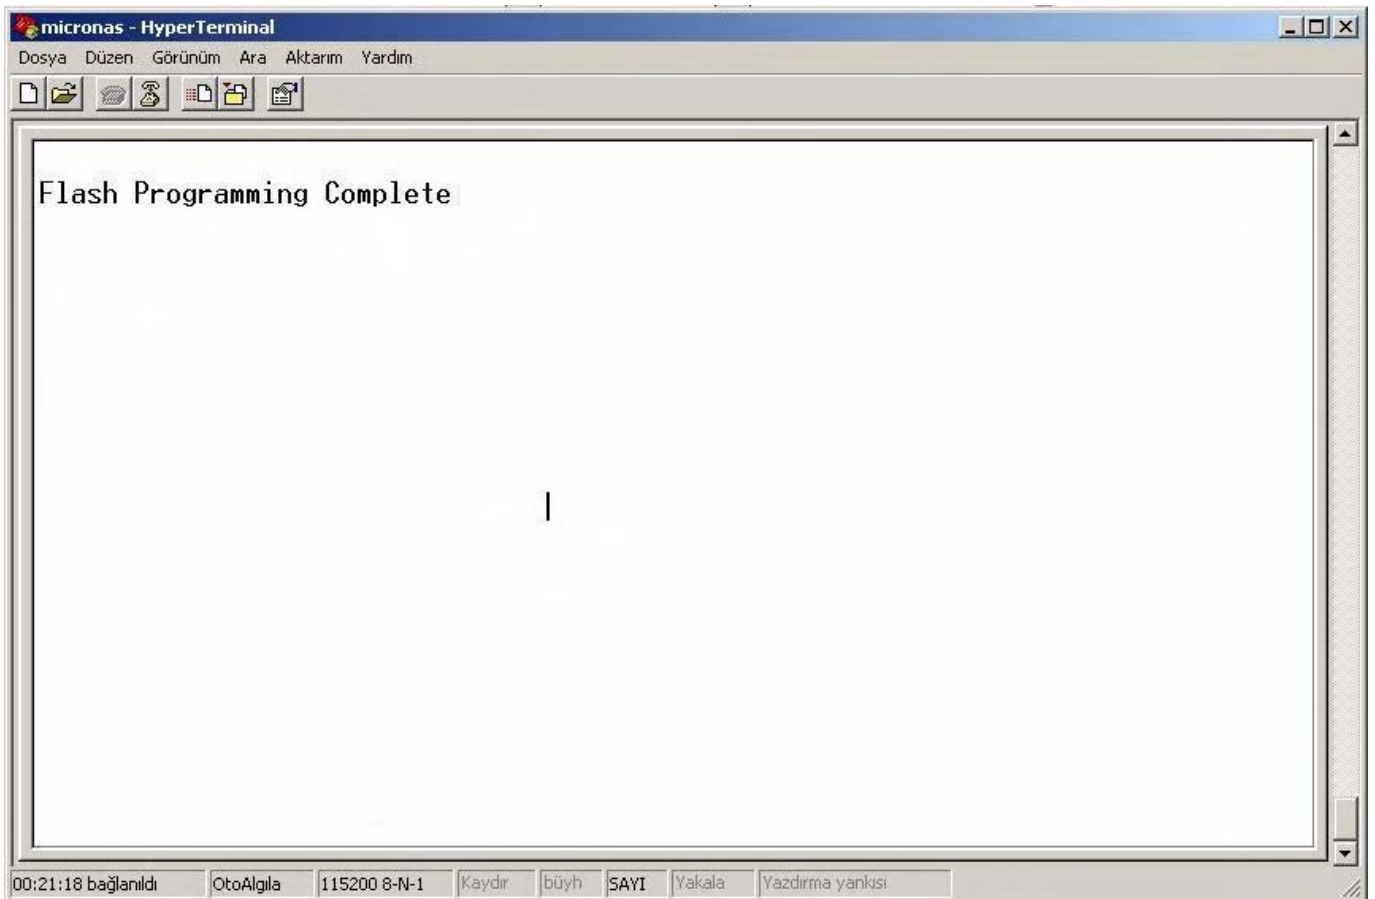 micronas - HyperTerminal
Dosya Düzen Görünüm Ara Aktarım Yardım
Flash Programming Complete
00:21:18 bağlanıldı OtoAlgıla 115200 8-N-1 Kaydır büyh SAYI Yakala Yazdırma yankısı